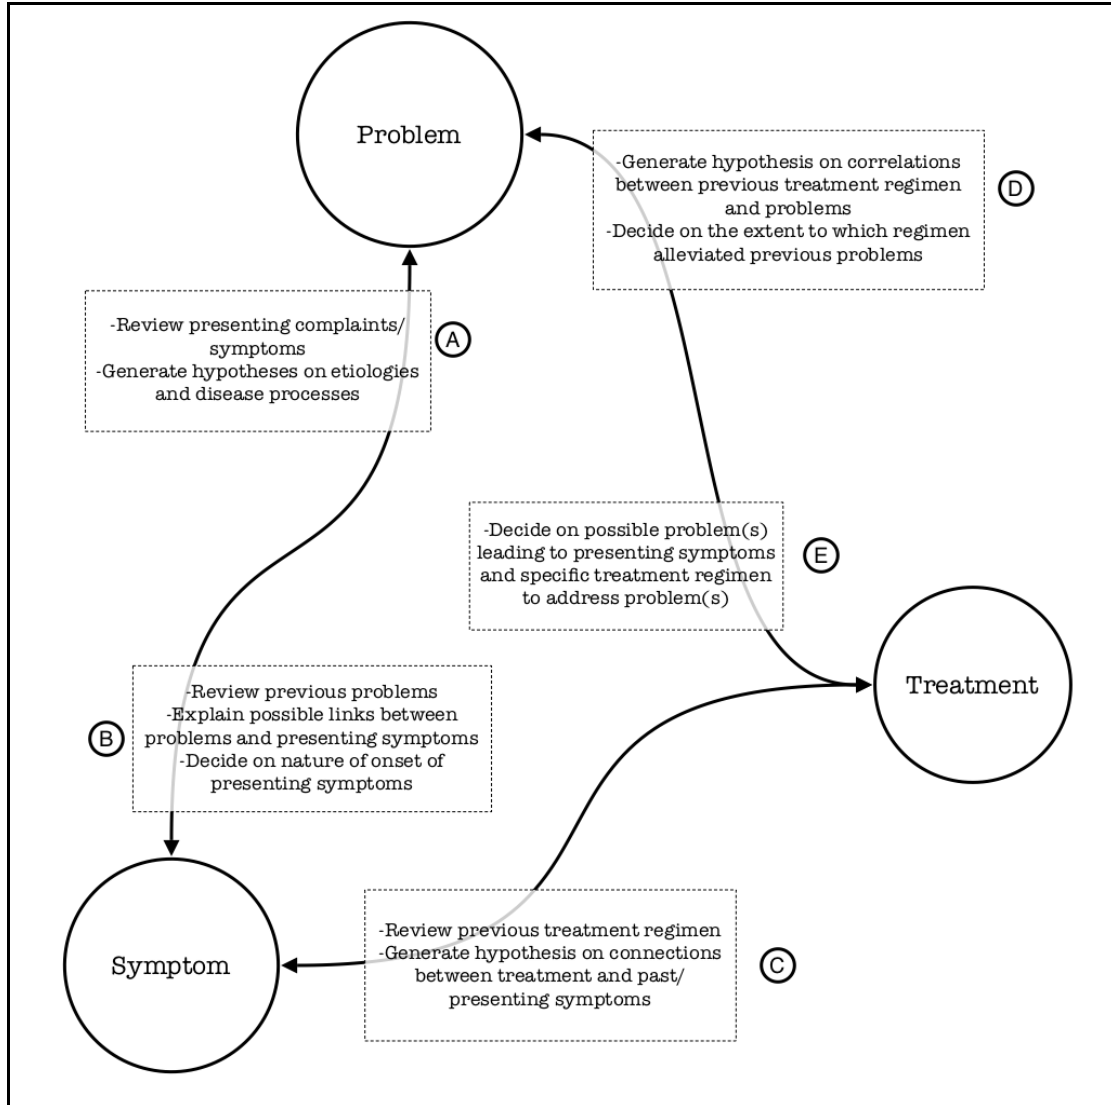 Problem
-Generate hypothesis on correlations
between previous treatment regimen
and problems
-Decide on the extent to which regimen
alleviated previous problems
D
-Review presenting complaints/
symptoms
-Generate hypotheses on etiologies
and disease processes
A
-Decide on possible problem(s)
leading to presenting symptoms
and specific treatment regimen
to address problem(s)
E
Treatment
B
-Review previous problems
-Explain possible links between
problems and presenting symptoms
-Decide on nature of onset of
presenting symptoms
Symptom
-Review previous treatment regimen
-Generate hypothesis on connections
between treatment and past/
presenting symptoms
C